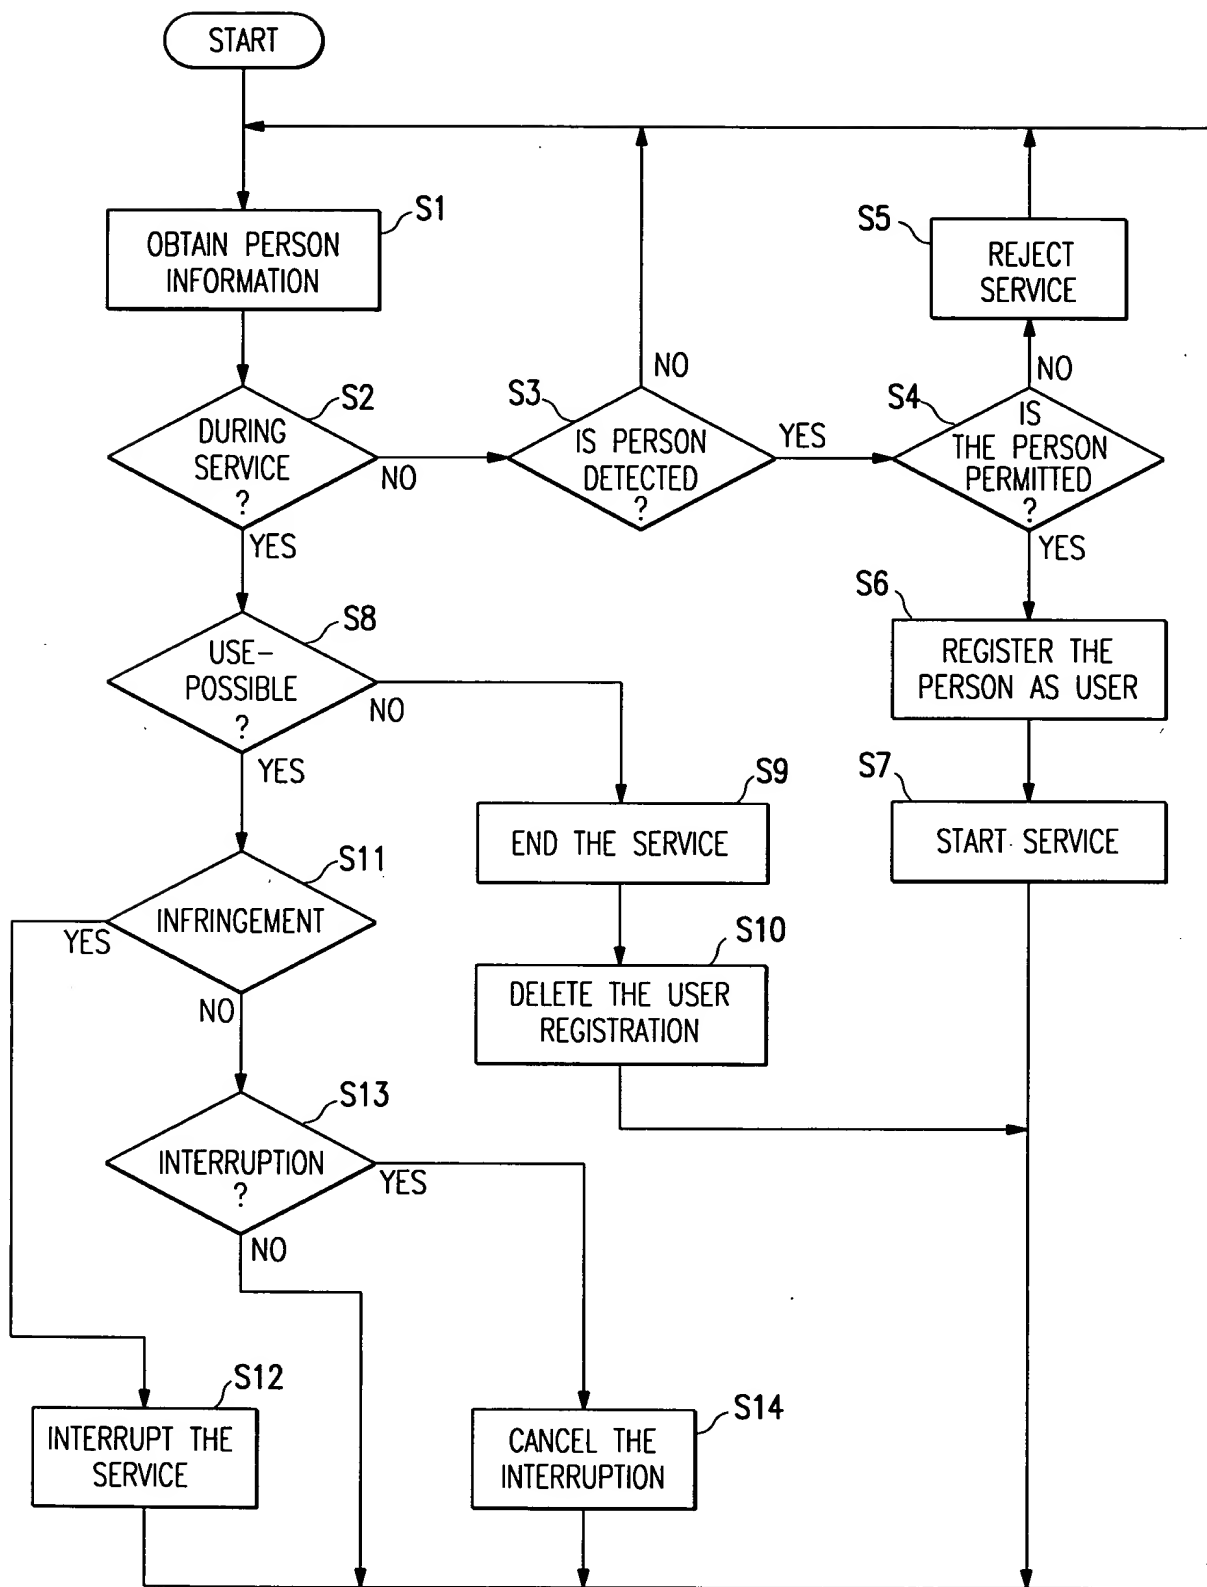 START
S1
OBTAIN PERSON
INFORMATION
S5
REJECT
SERVICE
S2
DURING
SERVICE
?
NO
YES
S3
IS PERSON
DETECTED
?
NO
YES
S4
IS
THE PERSON
PERMITTED
?
NO
YES
S6
REGISTER THE
PERSON AS USER
S7
START SERVICE
S8
USE-
POSSIBLE
?
NO
YES
S9
END THE SERVICE
S10
DELETE THE USER
REGISTRATION
S11
INFRINGEMENT
YES
NO
S13
INTERRUPTION
?
YES
NO
S12
INTERRUPT THE
SERVICE
S14
CANCEL THE
INTERRUPTION